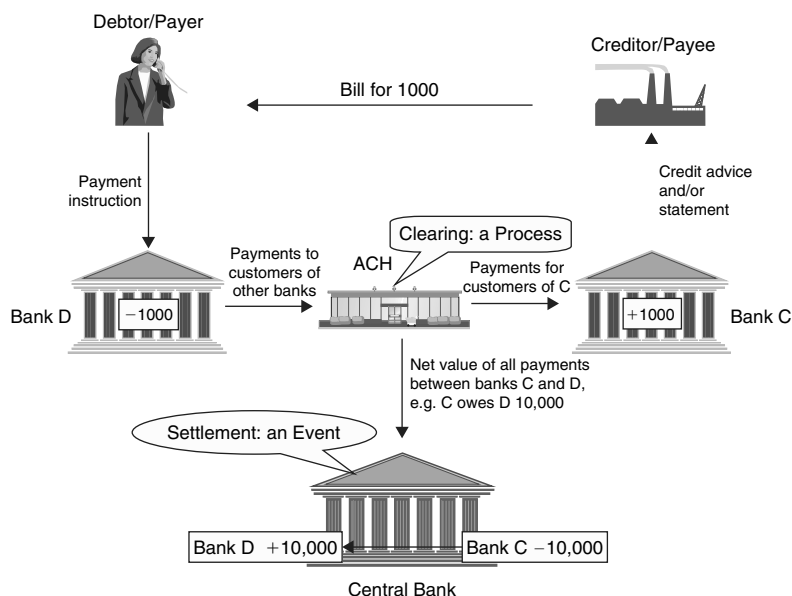 Debtor/Payer
Creditor/Payee
Bill for 1000
Payment
instruction
Credit advice
and/or
statement
Clearing: a Process
ACH
Payments to
customers of
other banks
Payments for
customers of C
Bank D
−1000
+1000
Bank C
Net value of all payments
between banks C and D,
e.g. C owes D 10,000
Settlement: an Event
Bank D +10,000
Bank C −10,000
Central Bank